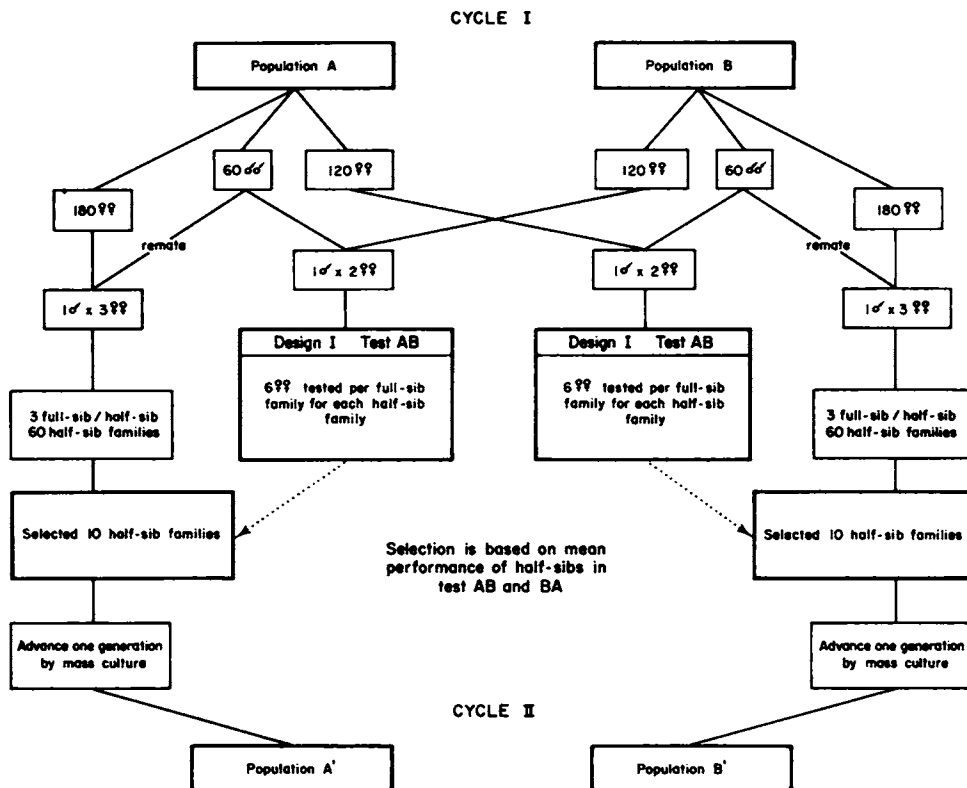 CYCLE I
Population A
Population B
60 ♂♂
120 ♀♀
120 ♀♀
60 ♂♂
180 ♀♀
180 ♀♀
remate
remate
1♂ x 2♀♀
1♂ x 2♀♀
1♂ x 3♀♀
1♂ x 3♀♀
Design I Test AB
6♀♀ tested per full-sib
family for each half-sib
family
Design I Test AB
6♀♀ tested per full-sib
family for each half-sib
family
3 full-sib / half-sib
60 half-sib families
3 full-sib / half-sib
60 half-sib families
Selected 10 half-sib families
Selected 10 half-sib families
Selection is based on mean
performance of half-sibs in
test AB and BA
Advance one generation
by mass culture
Advance one generation
by mass culture
CYCLE II
Population A'
Population B'